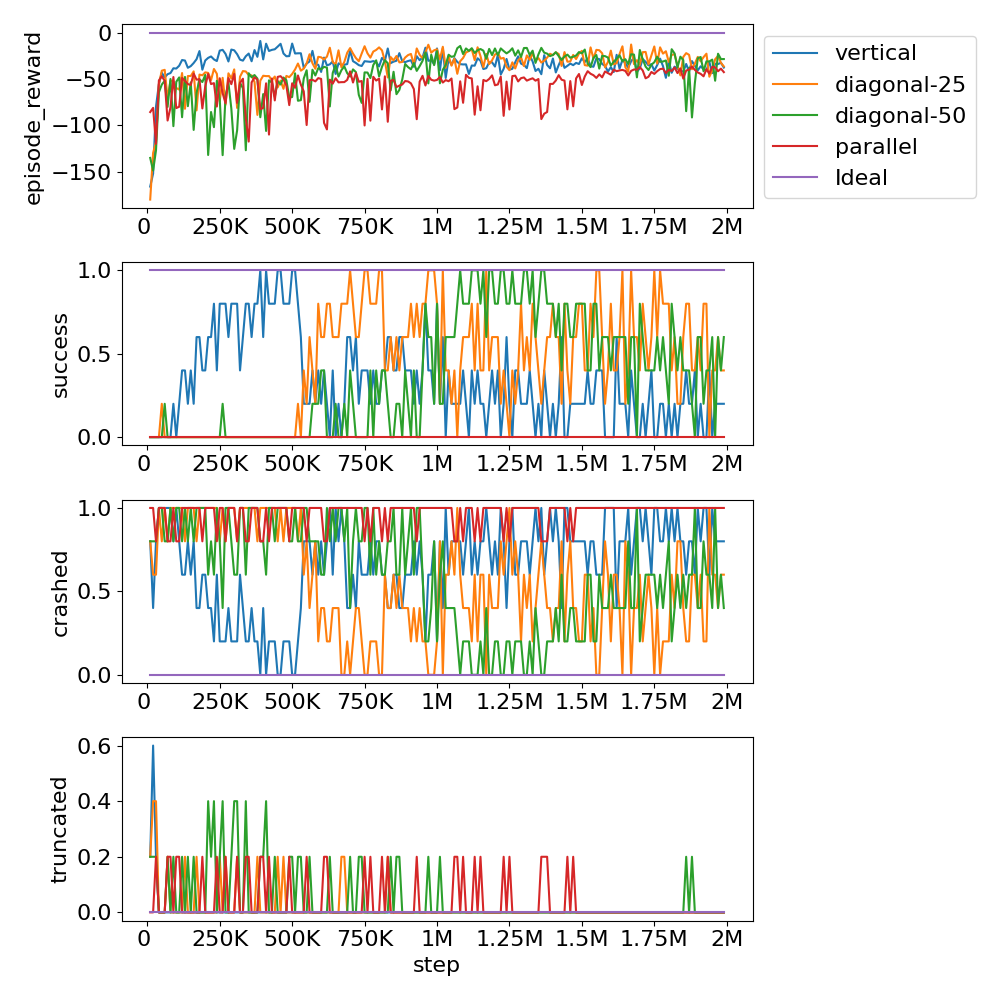 episode_reward
0
−50
−100
−150
0 250K 500K 750K 1M 1.25M 1.5M 1.75M 2M
vertical
diagonal-25
diagonal-50
parallel
Ideal
success
1.0
0.5
0.0
0 250K 500K 750K 1M 1.25M 1.5M 1.75M 2M
crashed
1.0
0.5
0.0
0 250K 500K 750K 1M 1.25M 1.5M 1.75M 2M
truncated
0.6
0.4
0.2
0.0
0 250K 500K 750K 1M 1.25M 1.5M 1.75M 2M
step